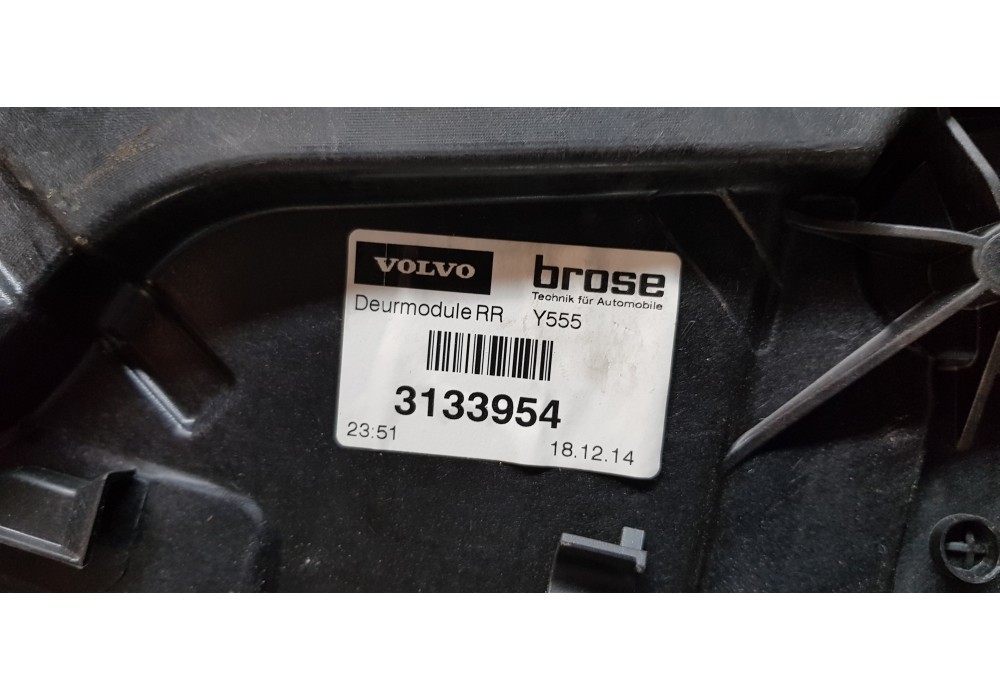 VOLVO brose
Technik für Automobile
Deurmodule RR Y555
3133954
23:51 18.12.14